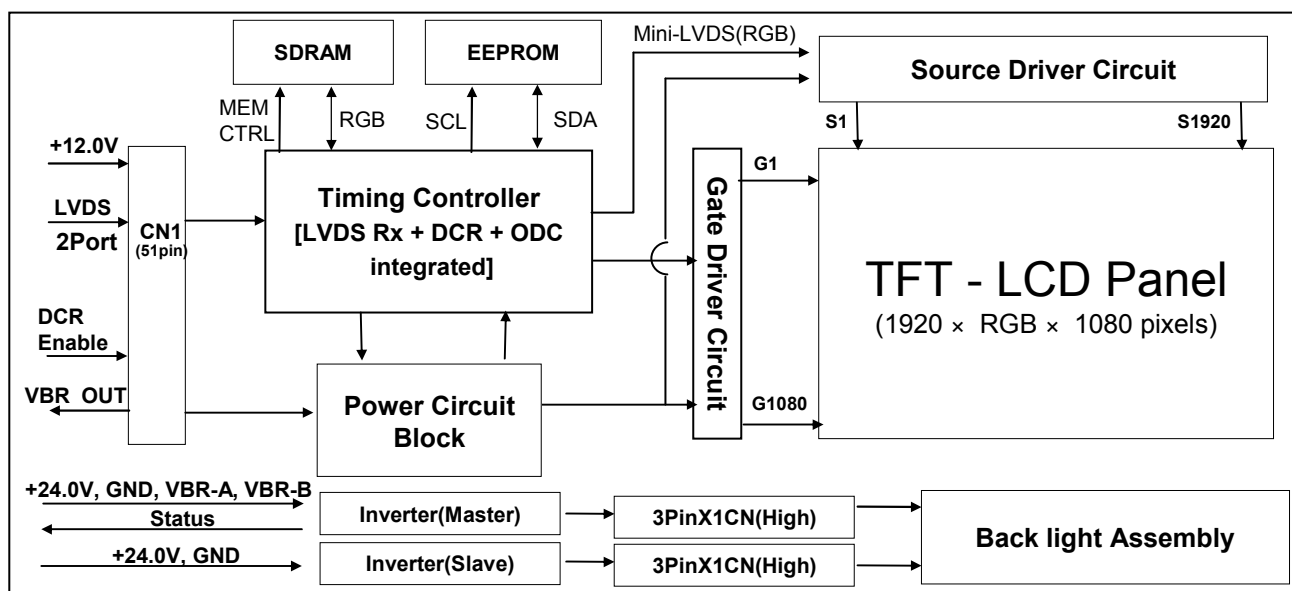 SDRAM
EEPROM
Mini-LVDS(RGB)
Source Driver Circuit
MEM
CTRL
RGB
SCL
SDA
S1
S1920
+12.0V
LVDS
2Port
CN1
(51pin)
DCR
Enable
VBR OUT
Timing Controller
[LVDS Rx + DCR + ODC
integrated]
Gate Driver Circuit
G1
G1080
TFT - LCD Panel
(1920 × RGB × 1080 pixels)
Power Circuit
Block
+24.0V, GND, VBR-A, VBR-B
Status
+24.0V, GND
Inverter(Master)
3PinX1CN(High)
Inverter(Slave)
3PinX1CN(High)
Back light Assembly